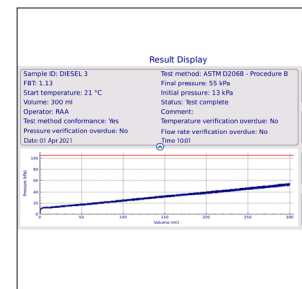 Result Display
Sample ID: DIESEL 3
FBT: 1.13
Start temperature: 21 °C
Volume: 300 ml
Operator: RAA
Test method conformance: Yes
Pressure verification overdue: No
Date: 01 Apr 2021
Test method: ASTM D2068 - Procedure B
Final pressure: 55 kPa
Initial pressure: 13 kPa
Status: Test complete
Comment:
Temperature verification overdue: No
Flow rate verification overdue: No
Time 10:01
Pressure (kPa)
100
80
60
40
20
0
0 50 100 150 200 250 300
Volume (ml)